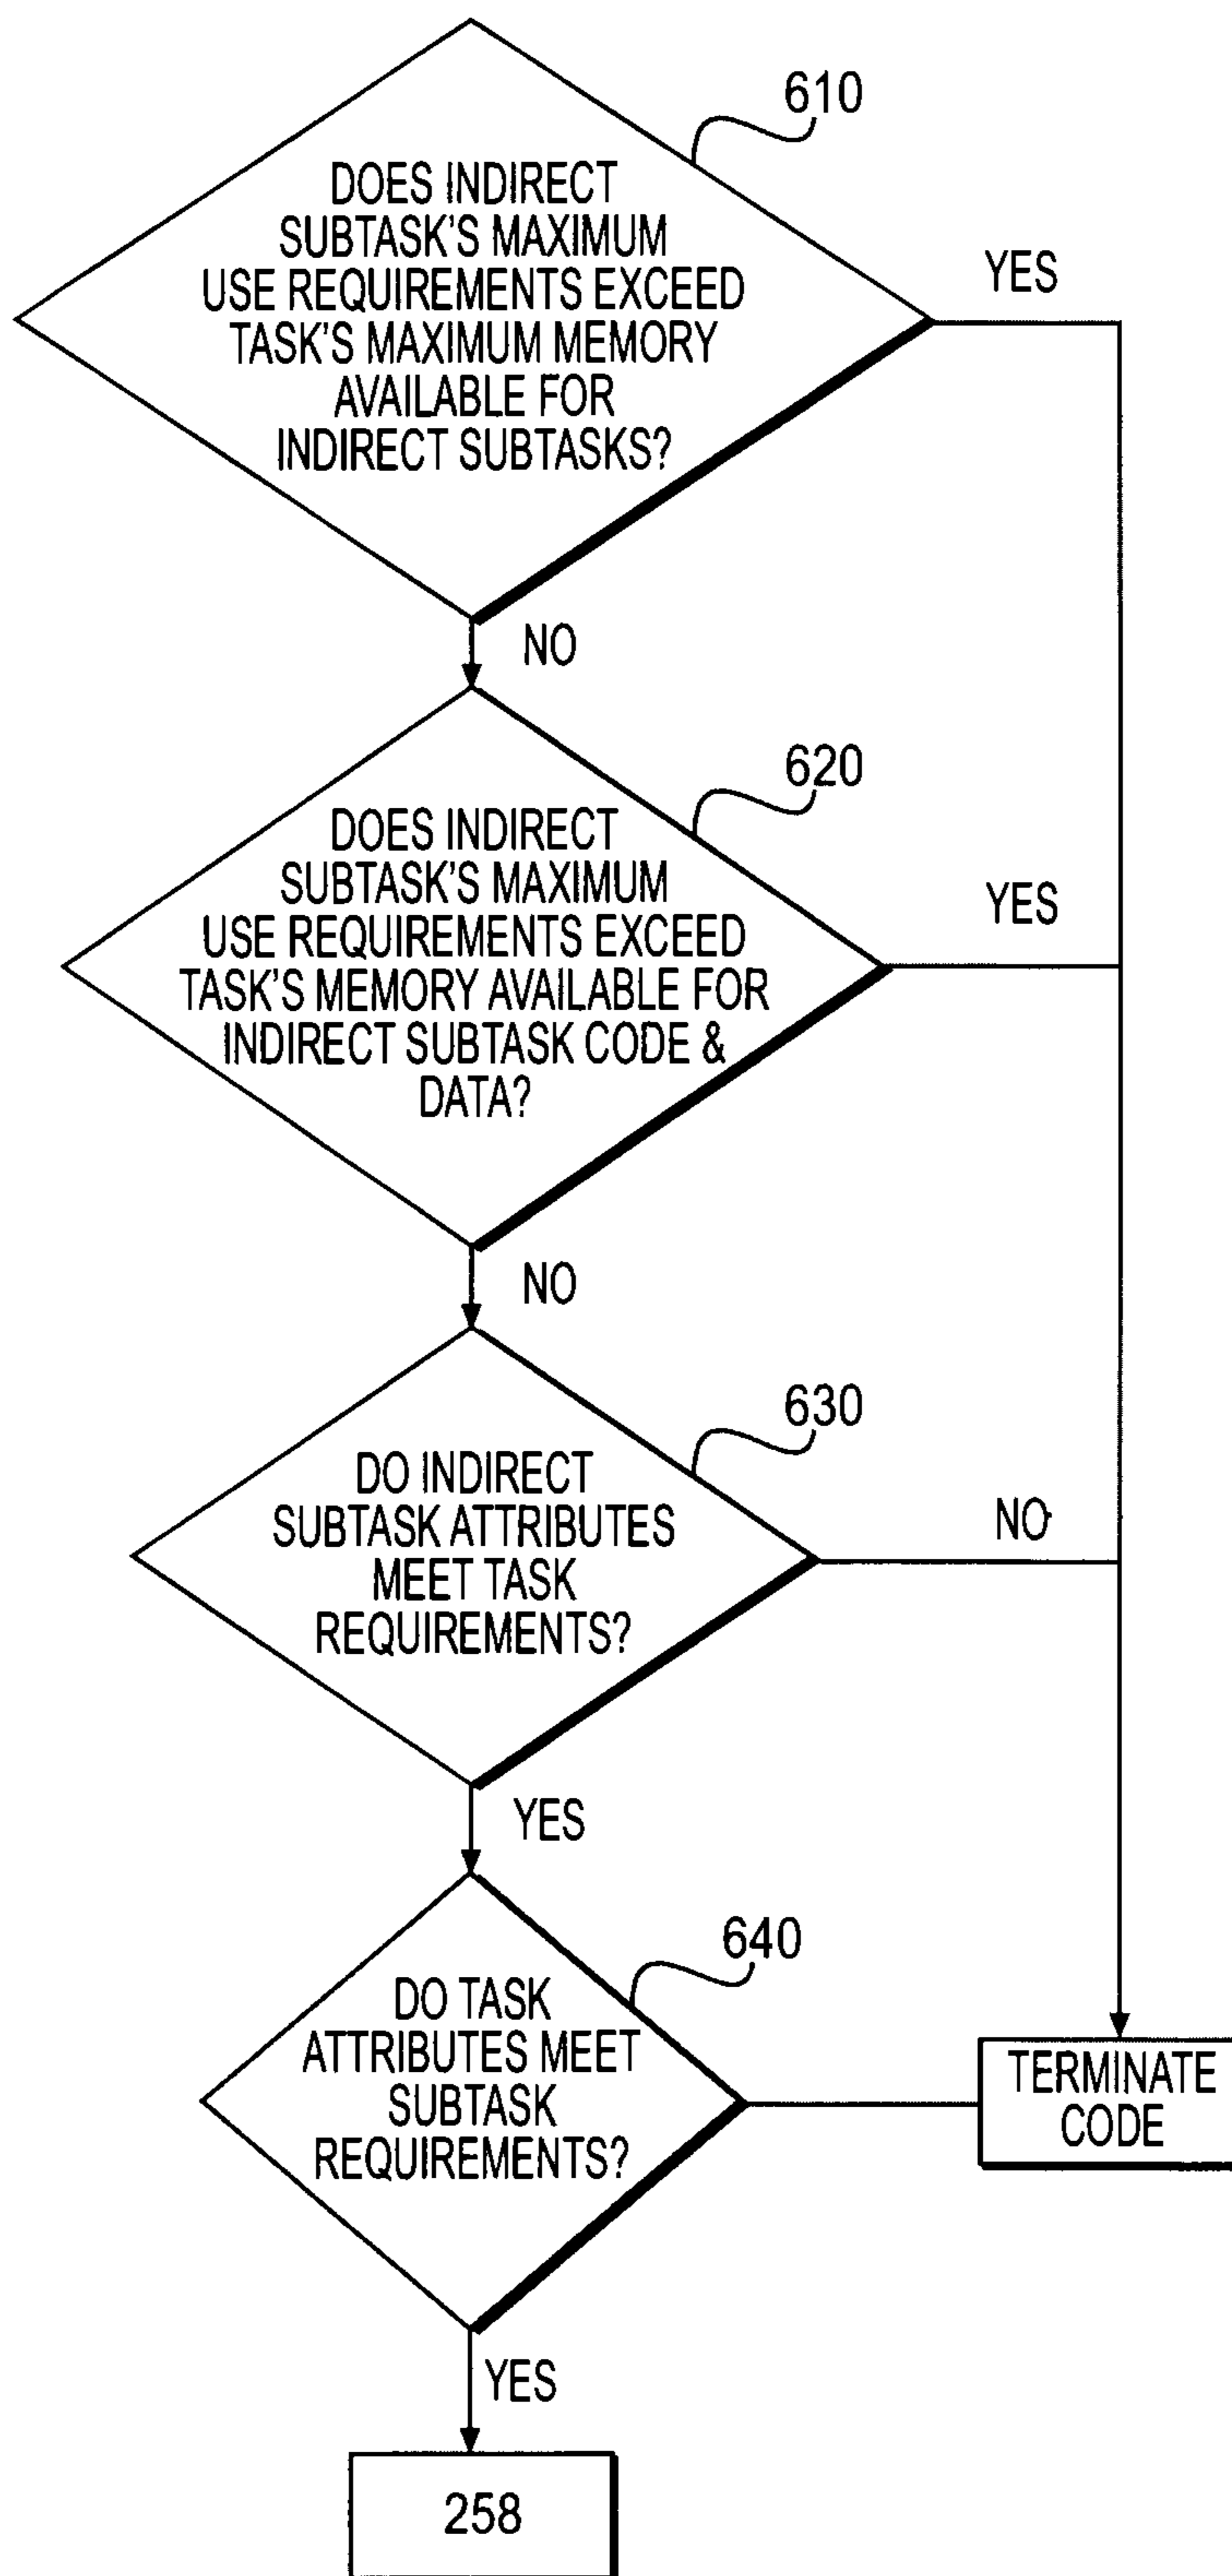 610
DOES INDIRECT
SUBTASK'S MAXIMUM
USE REQUIREMENTS EXCEED
TASK'S MAXIMUM MEMORY
AVAILABLE FOR
INDIRECT SUBTASKS?
YES
NO
620
DOES INDIRECT
SUBTASK'S MAXIMUM
USE REQUIREMENTS EXCEED
TASK'S MEMORY AVAILABLE FOR
INDIRECT SUBTASK CODE &
DATA?
YES
NO
630
DO INDIRECT
SUBTASK ATTRIBUTES
MEET TASK
REQUIREMENTS?
NO
YES
640
DO TASK
ATTRIBUTES MEET
SUBTASK
REQUIREMENTS?
TERMINATE
CODE
YES
258